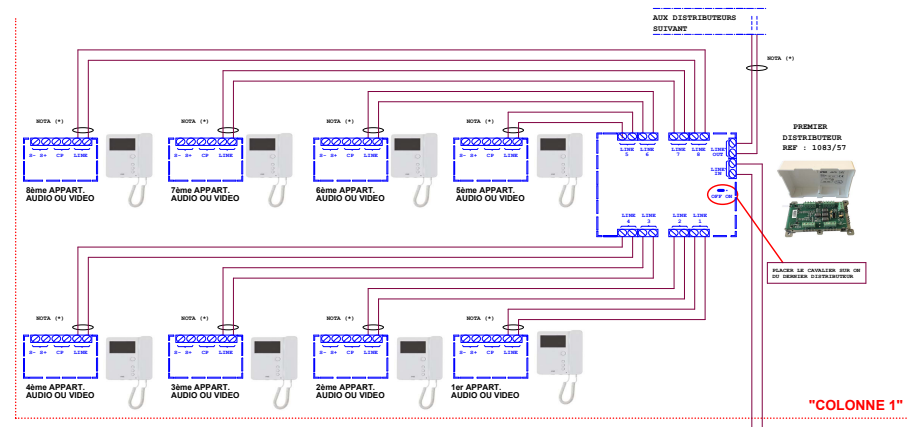 AUX DISTRIBUTEURS
SUIVANT
NOTA (*)
NOTA (*)
NOTA (*)
NOTA (*)
NOTA (*)
S- S+ CP LINE
S- S+ CP LINE
S- S+ CP LINE
S- S+ CP LINE
8ème APPART.
AUDIO OU VIDEO
7ème APPART.
AUDIO OU VIDEO
6ème APPART.
AUDIO OU VIDEO
5ème APPART.
AUDIO OU VIDEO
LINE
5
LINE
6
LINE
7
LINE
8
LINE
OUT
LINE
IN
OFF ON
LINE
4
LINE
3
LINE
2
LINE
1
PREMIER
DISTRIBUTEUR
REF : 1083/57
PLACER LE CAVALIER SUR ON
DU DERNIER DISTRIBUTEUR
NOTA (*)
NOTA (*)
NOTA (*)
NOTA (*)
S- S+ CP LINE
S- S+ CP LINE
S- S+ CP LINE
S- S+ CP LINE
4ème APPART.
AUDIO OU VIDEO
3ème APPART.
AUDIO OU VIDEO
2ème APPART.
AUDIO OU VIDEO
1er APPART.
AUDIO OU VIDEO
"COLONNE 1"